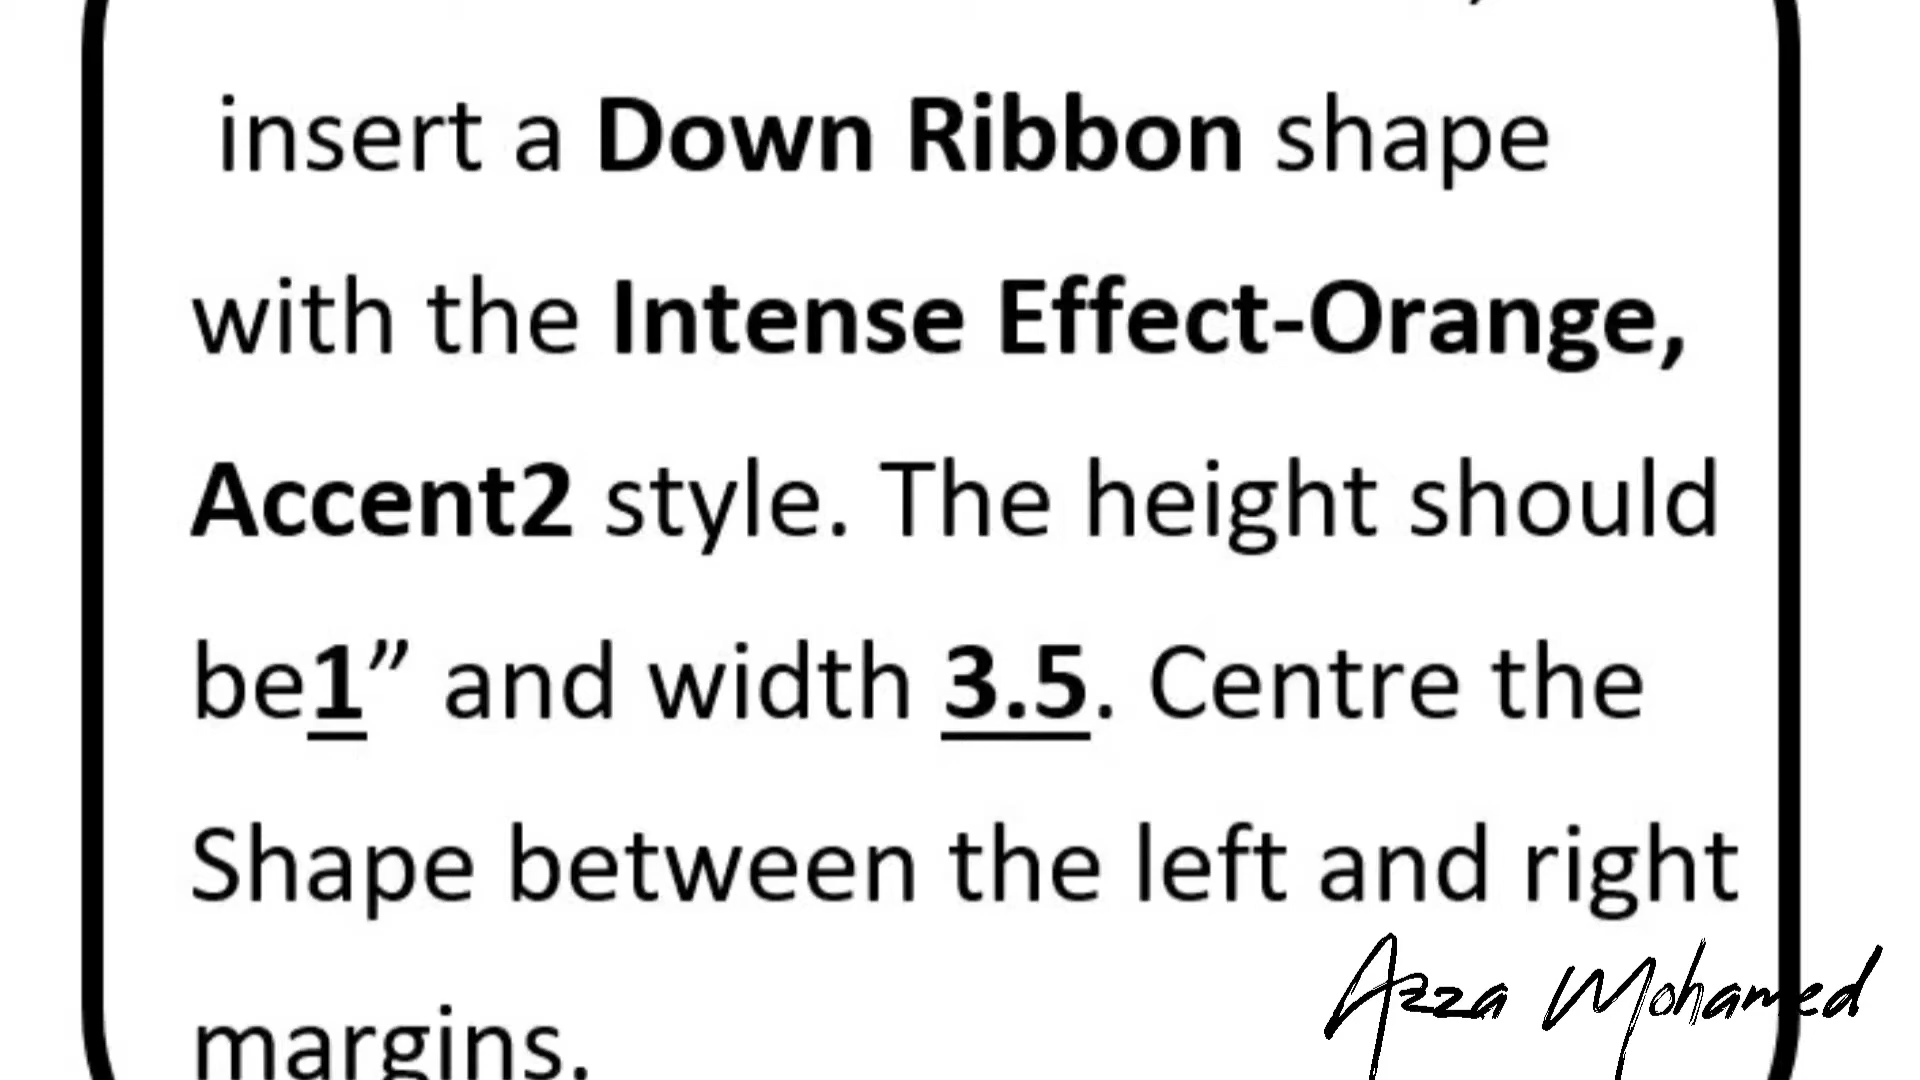 insert a Down Ribbon shape
with the Intense Effect-Orange,
Accent2 style. The height should
be1” and width 3.5. Centre the
Shape between the left and right
margins.
Azza Mohamed